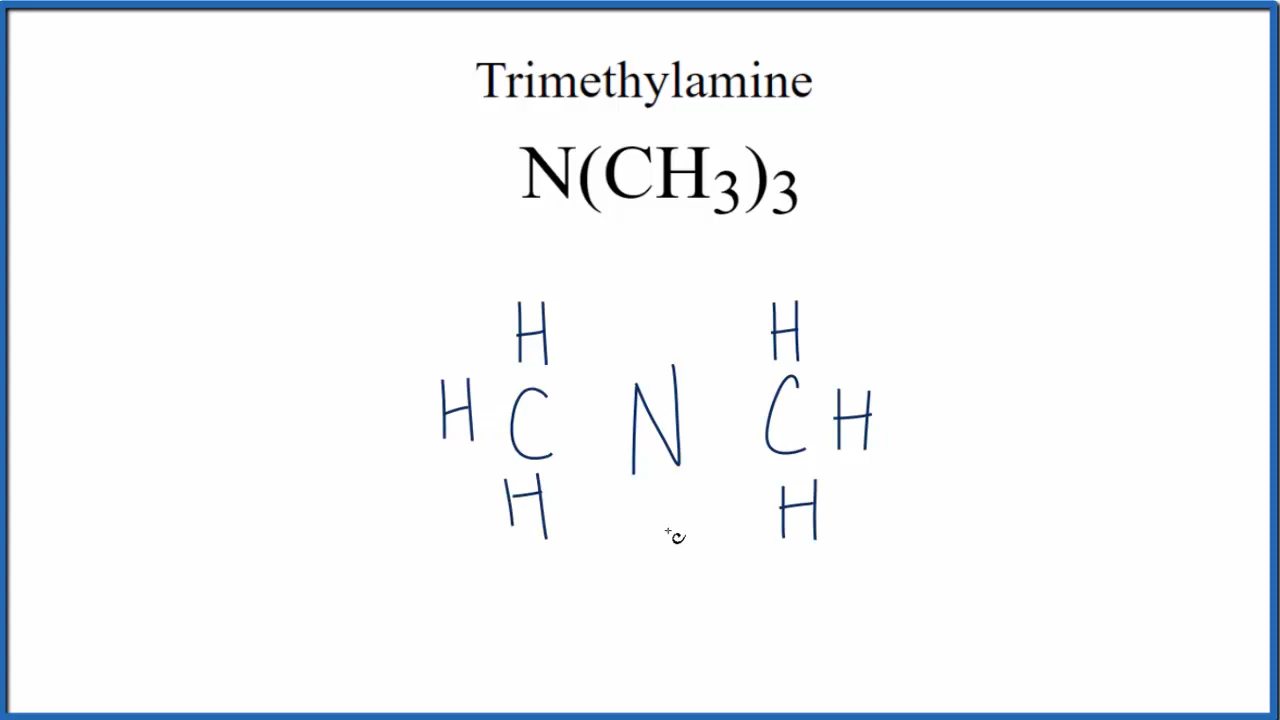 Trimethylamine
N(CH₃)₃
H H
H C N C H
H H